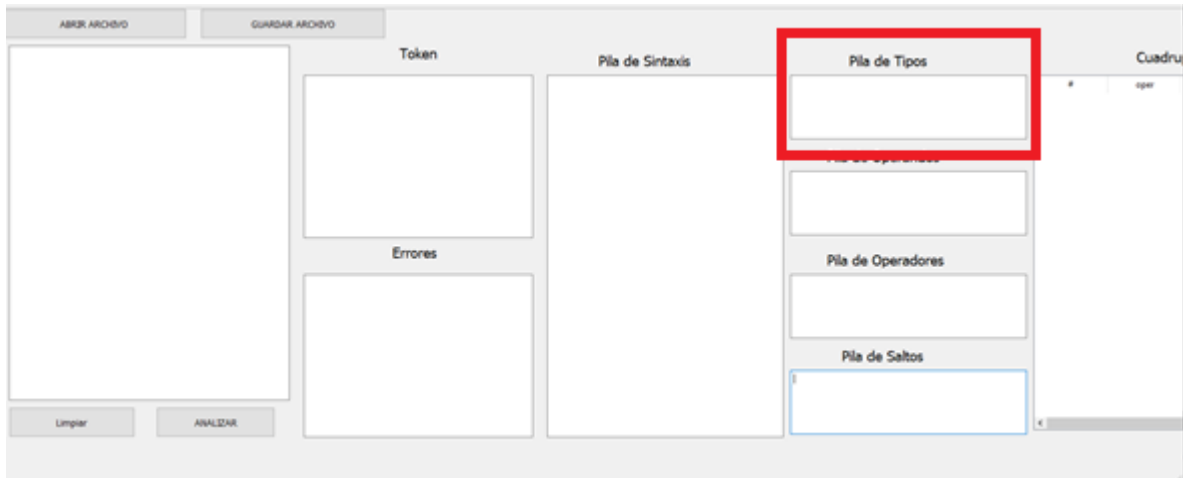 ABRIR ARCHIVO
GUARDAR ARCHIVO
Token
Pila de Sintaxis
Pila de Tipos
Cuadru
#
oper
Errores
Pila de Operadores
Pila de Saltos
Limpiar
ANALIZAR